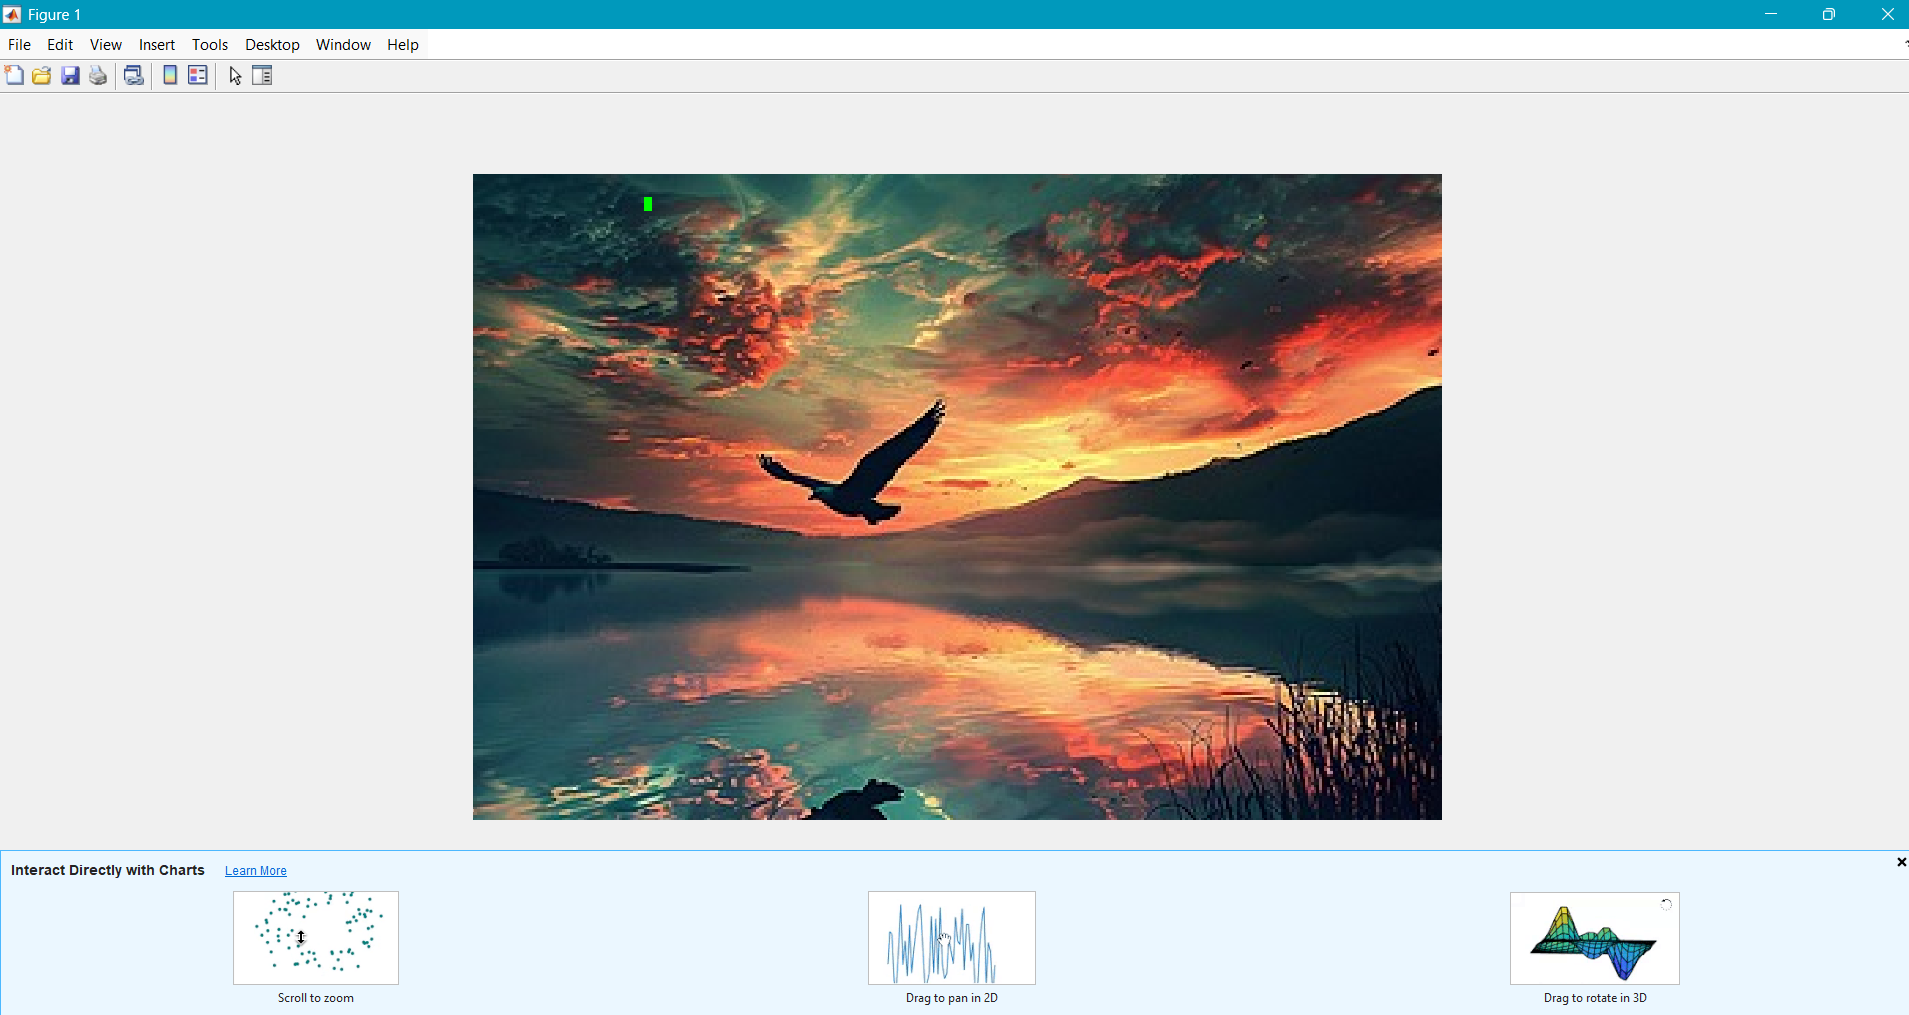 Figure 1
File Edit View Insert Tools Desktop Window Help
Interact Directly with Charts Learn More
Scroll to zoom
Drag to pan in 2D
Drag to rotate in 3D